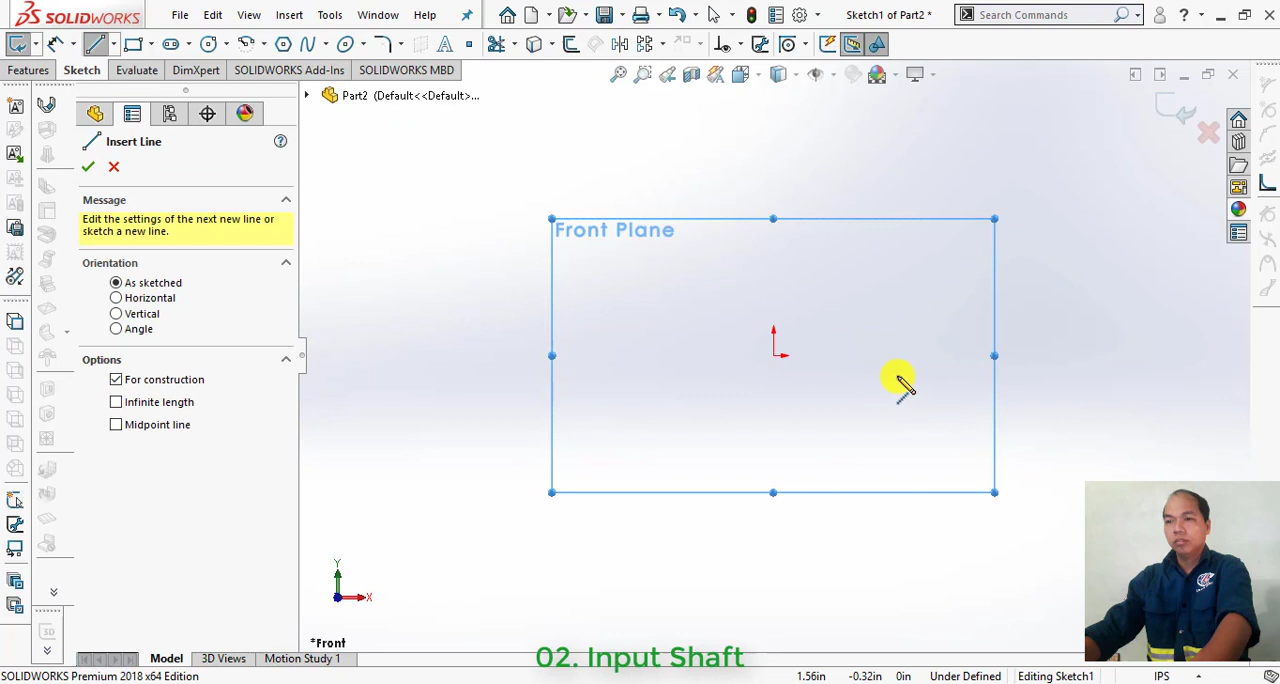 SOLIDWORKS
File
Edit
View
Insert
Tools
Window
Help
Sketch1 of Part2 *
Search Commands
?
Features
Sketch
Evaluate
DimXpert
SOLIDWORKS Add-Ins
SOLIDWORKS MBD
Part2 (Default<<Default>...
Insert Line
?
Message
Edit the settings of the next new line or
sketch a new line.
Orientation
As sketched
Horizontal
Vertical
Angle
Options
For construction
Infinite length
Midpoint line
Front Plane
Y
X
*Front
3D
02. Input Shaft
Model
3D Views
Motion Study 1
SOLIDWORKS Premium 2018 x64 Edition
1.56in
-0.32in
0in
Under Defined
Editing Sketch1
IPS